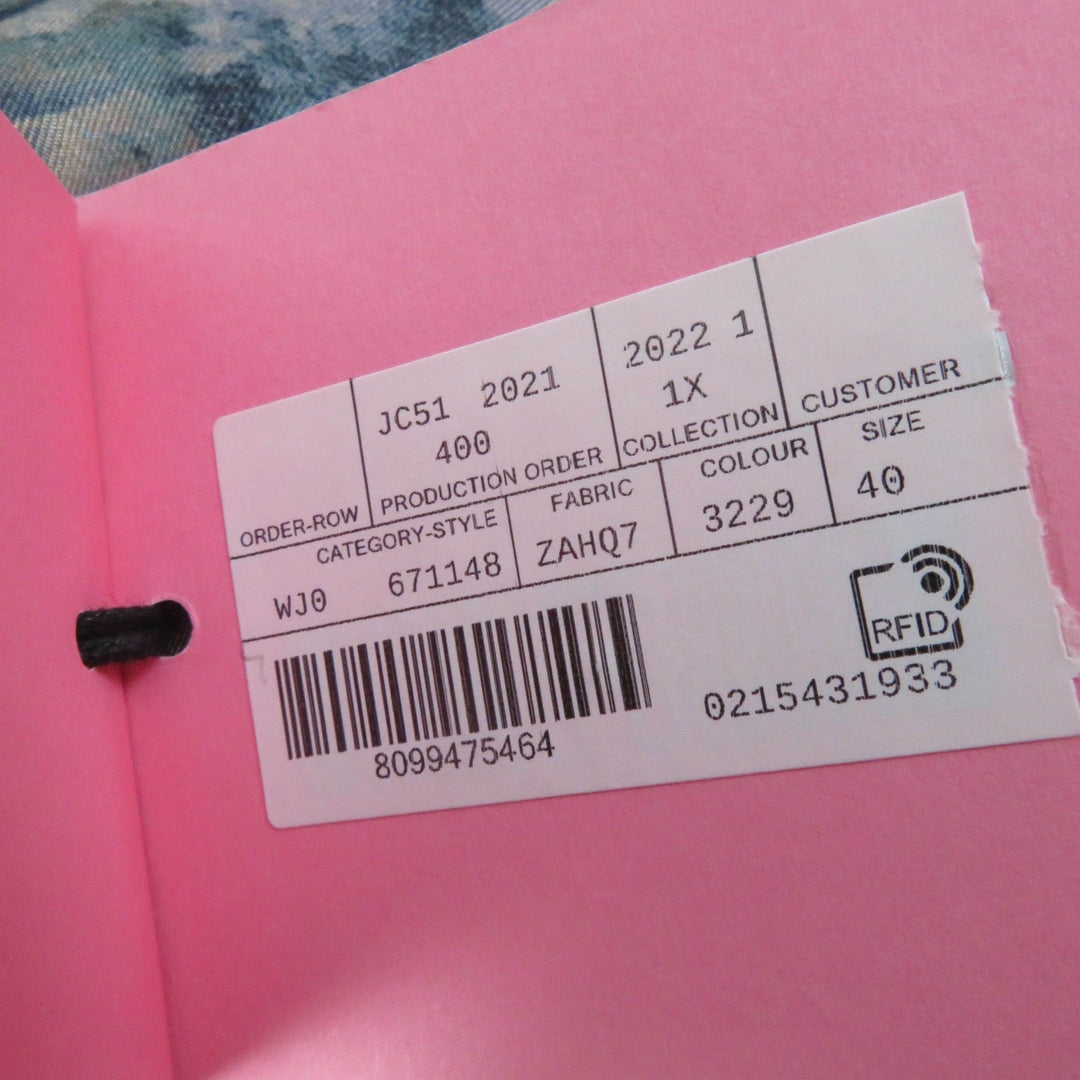 JC51 2021
400
PRODUCTION ORDER
2022 1
1X
COLLECTION
CUSTOMER
ORDER-ROW
CATEGORY-STYLE
WJ0 671148
FABRIC
ZAHQ7
COLOUR
3229
SIZE
40
8099475464
RFID
0215431933